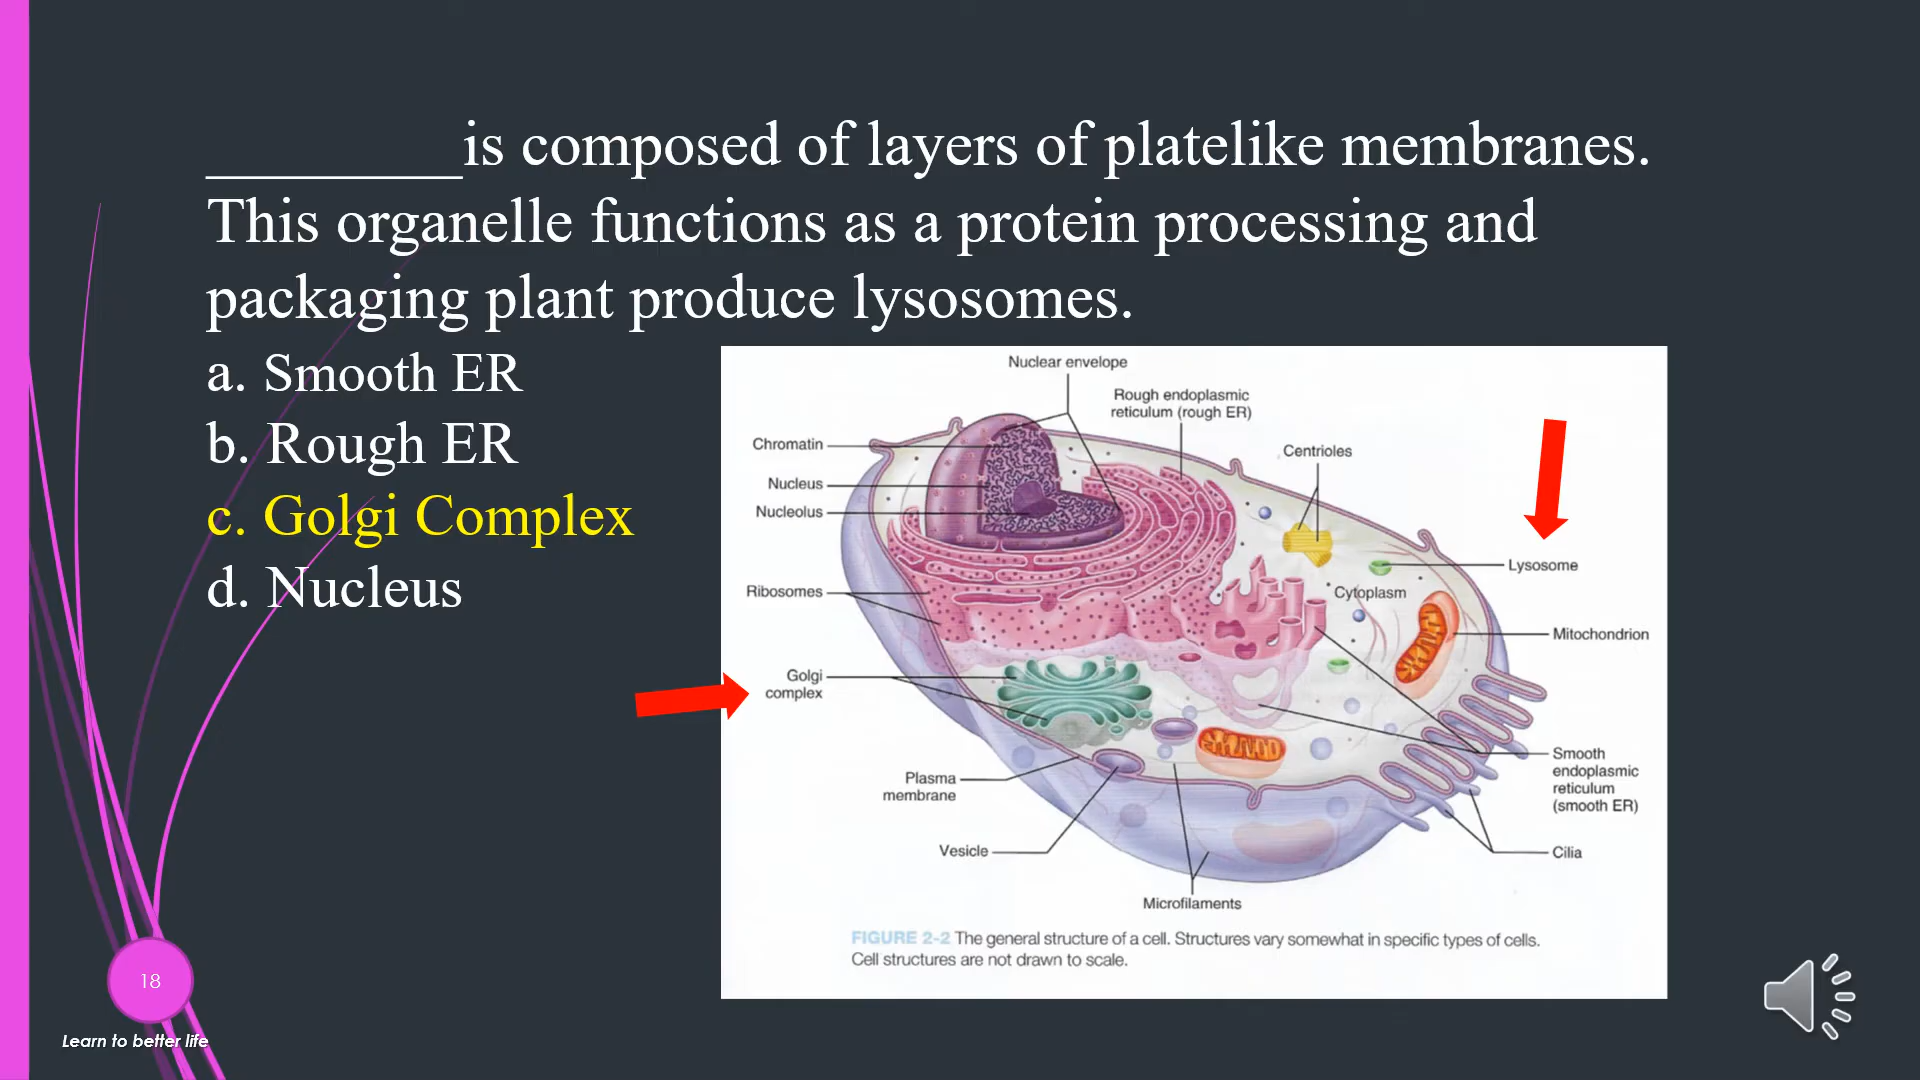 _________is composed of layers of platelike membranes.
This organelle functions as a protein processing and
packaging plant produce lysosomes.
a. Smooth ER
b. Rough ER
c. Golgi Complex
d. Nucleus
Nuclear envelope
Rough endoplasmic
reticulum (rough ER)
Chromatin
Centrioles
Nucleus
Nucleolus
Lysosome
Ribosomes
Cytoplasm
Mitochondrion
Golgi
complex
Smooth
endoplasmic
reticulum
(smooth ER)
Plasma
membrane
Vesicle
Cilia
Microfilaments
FIGURE 2-2 The general structure of a cell. Structures vary somewhat in specific types of cells.
Cell structures are not drawn to scale.
18
Learn to better life